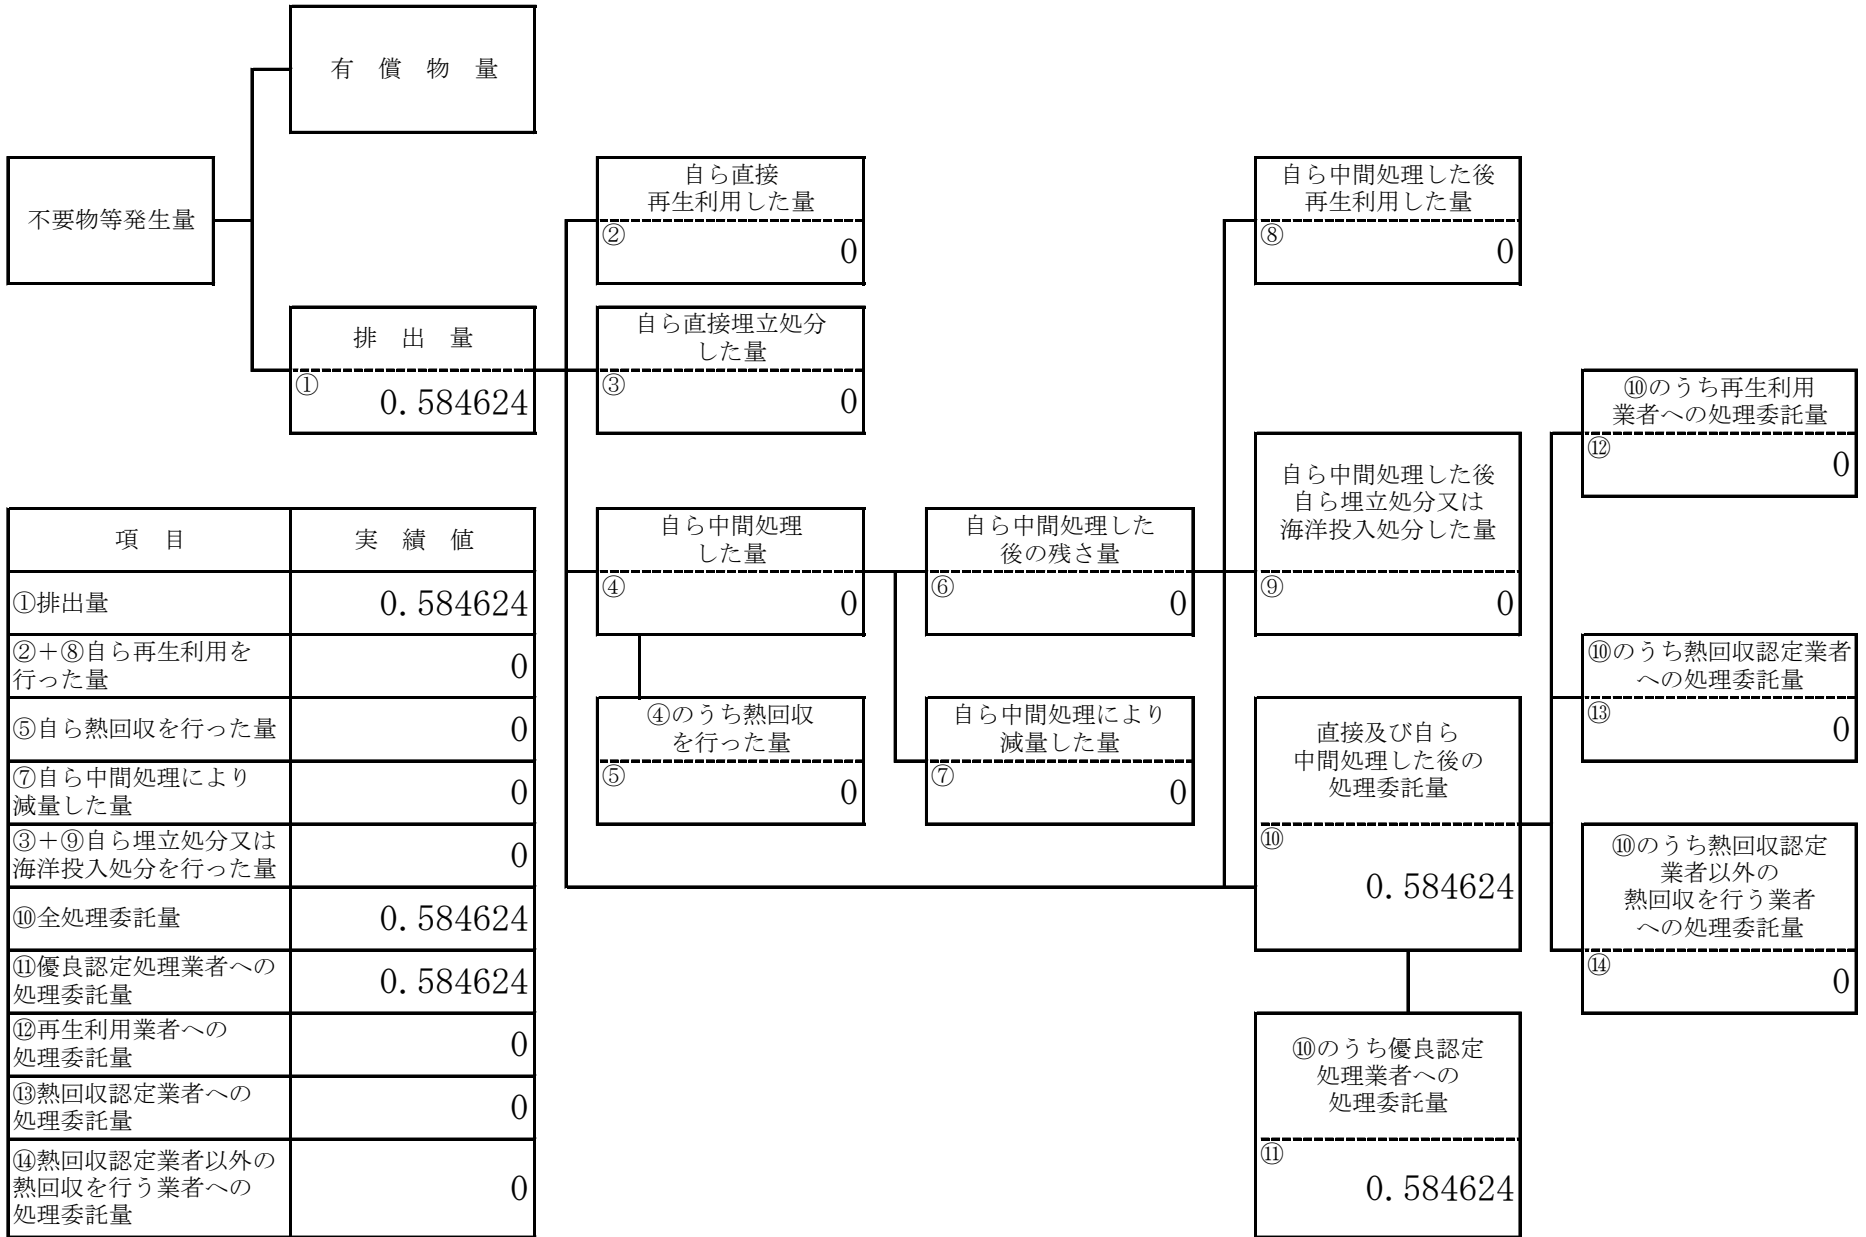 有 償 物 量
不要物等発生量
自ら直接
再生利用した量
②
0
自ら中間処理した後
再生利用した量
⑧
0
排 出 量
①
0.584624
自ら直接埋立処分
した量
③
0
⑩のうち再生利用
業者への処理委託量
⑫
0
自ら中間処理した後
自ら埋立処分又は
海洋投入処分した量
⑨
0
自ら中間処理
した量
④
0
自ら中間処理した
後の残さ量
⑥
0
⑩のうち熱回収認定業者
への処理委託量
⑬
0
④のうち熱回収
を行った量
⑤
0
自ら中間処理により
減量した量
⑦
0
直接及び自ら
中間処理した後の
処理委託量
⑩
0.584624
⑩のうち熱回収認定
業者以外の
熱回収を行う業者
への処理委託量
⑭
0
⑩のうち優良認定
処理業者への
処理委託量
⑪
0.584624
項 目
実 績 値
①排出量
0.584624
②＋⑧自ら再生利用を
行った量
0
⑤自ら熱回収を行った量
0
⑦自ら中間処理により
減量した量
0
③＋⑨自ら埋立処分又は
海洋投入処分を行った量
0
⑩全処理委託量
0.584624
⑪優良認定処理業者への
処理委託量
0.584624
⑫再生利用業者への
処理委託量
0
⑬熱回収認定業者への
処理委託量
0
⑭熱回収認定業者以外の
熱回収を行う業者への
処理委託量
0